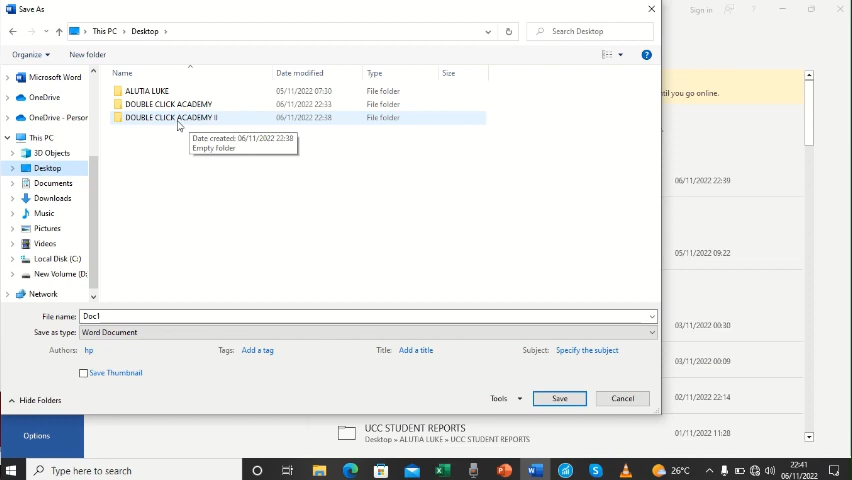 Save As
Sign in
This PC
Desktop
Search Desktop
Organize
New folder
Name
Date modified
Type
Size
Microsoft Word
OneDrive
OneDrive - Person
This PC
3D Objects
Desktop
Documents
Downloads
Music
Pictures
Videos
Local Disk (C:)
New Volume (D:
Network
ALUTIA LUKE 05/11/2022 07:30 File folder
DOUBLE CLICK ACADEMY 06/11/2022 22:33 File folder
DOUBLE CLICK ACADEMY II 06/11/2022 22:38 File folder
Date created: 06/11/2022 22:38
Empty folder
until you go online.
06/11/2022 22:39
05/11/2022 09:22
03/11/2022 00:30
03/11/2022 00:09
02/11/2022 22:14
01/11/2022 11:28
File name: Doc1
Save as type: Word Document
Authors: hp
Tags: Add a tag
Title: Add a title
Subject: Specify the subject
Save Thumbnail
Hide Folders
Tools
Save
Cancel
Options
UCC STUDENT REPORTS
Desktop » ALUTIA LUKE » UCC STUDENT REPORTS
Type here to search
26°C
22:41
06/11/2022